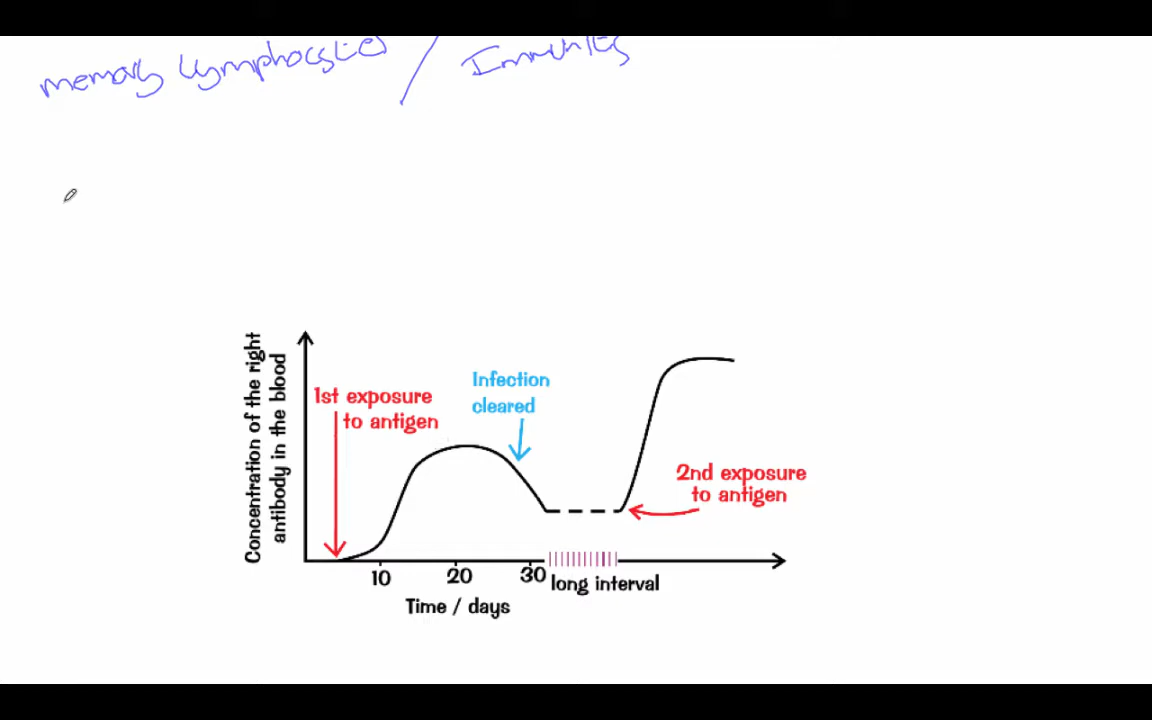 memory lymphocytes / Immunity
Concentration of the right
antibody in the blood
1st exposure
to antigen
Infection
cleared
2nd exposure
to antigen
10 20 30
long interval
Time / days